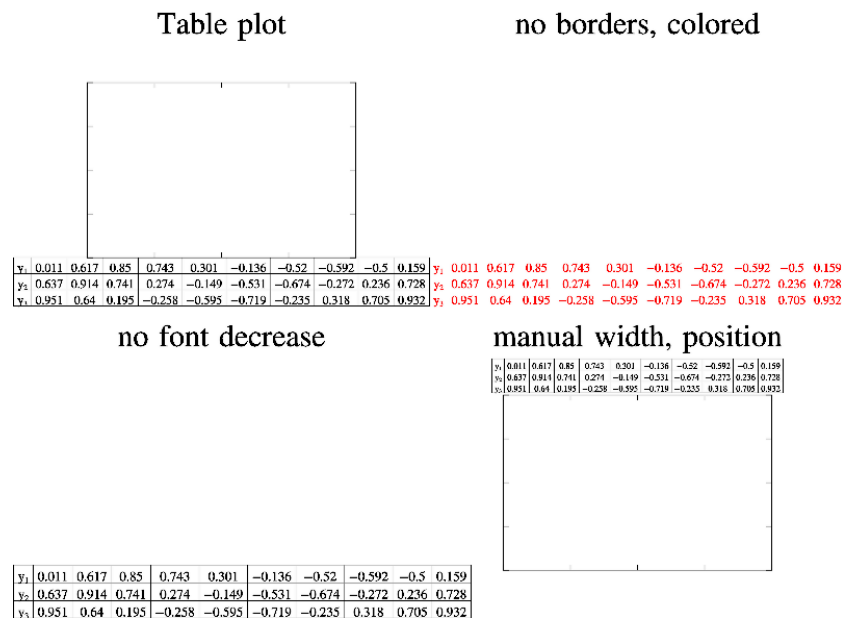 Table plot
no borders, colored
y₁ 0.011 0.617 0.85 0.743 0.301 −0.136 −0.52 −0.592 −0.5 0.159
y₂ 0.637 0.914 0.741 0.274 −0.149 −0.531 −0.674 −0.272 0.236 0.728
y₃ 0.951 0.64 0.195 −0.258 −0.595 −0.719 −0.235 0.318 0.705 0.932
y₁ 0.011 0.617 0.85 0.743 0.301 −0.136 −0.52 −0.592 −0.5 0.159
y₂ 0.637 0.914 0.741 0.274 −0.149 −0.531 −0.674 −0.272 0.236 0.728
y₃ 0.951 0.64 0.195 −0.258 −0.595 −0.719 −0.235 0.318 0.705 0.932
no font decrease
manual width, position
y₁ 0.011 0.617 0.85 0.743 0.301 −0.136 −0.52 −0.592 −0.5 0.159
y₂ 0.637 0.914 0.741 0.274 −0.149 −0.531 −0.674 −0.272 0.236 0.728
y₃ 0.951 0.64 0.195 −0.258 −0.595 −0.719 −0.235 0.318 0.705 0.932
y₁ 0.011 0.617 0.85 0.743 0.301 −0.136 −0.52 −0.592 −0.5 0.159
y₂ 0.637 0.914 0.741 0.274 −0.149 −0.531 −0.674 −0.272 0.236 0.728
y₃ 0.951 0.64 0.195 −0.258 −0.595 −0.719 −0.235 0.318 0.705 0.932